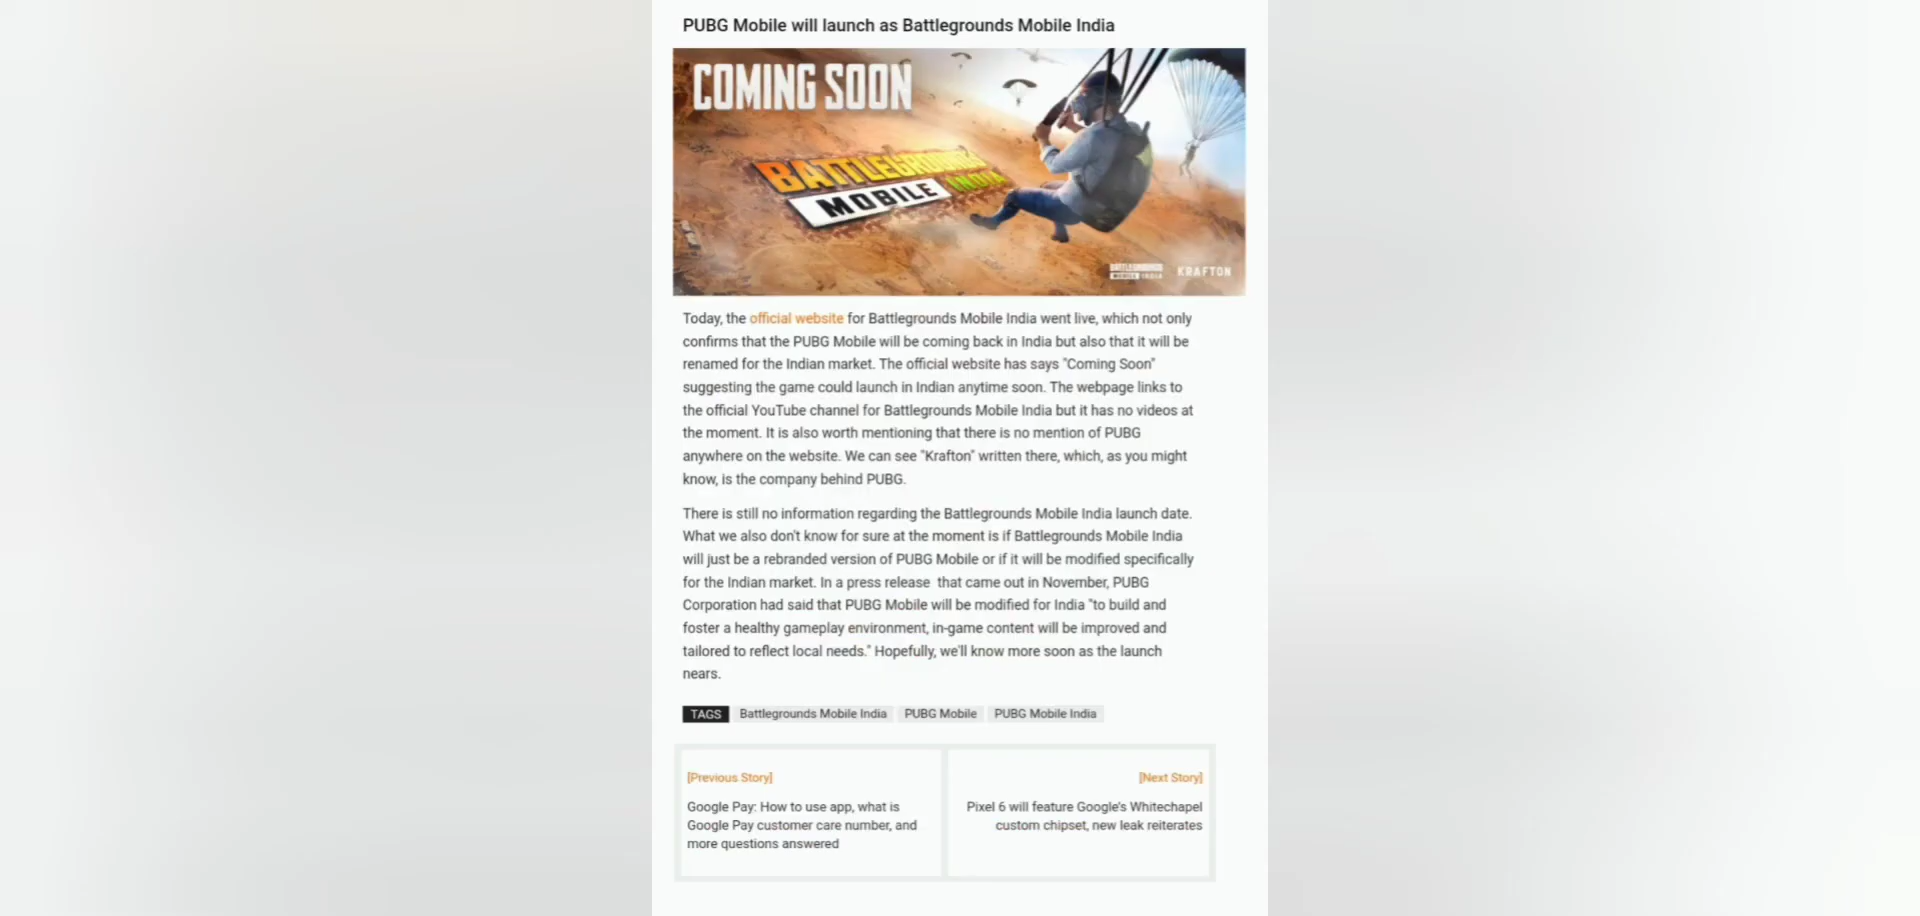 PUBG Mobile will launch as Battlegrounds Mobile India
COMING SOON
BATTLEGROUNDS
MOBILE INDIA
BATTLEGROUNDS
MOBILE INDIA
KRAFTON
Today, the official website for Battlegrounds Mobile India went live, which not only
confirms that the PUBG Mobile will be coming back in India but also that it will be
renamed for the Indian market. The official website has says "Coming Soon"
suggesting the game could launch in Indian anytime soon. The webpage links to
the official YouTube channel for Battlegrounds Mobile India but it has no videos at
the moment. It is also worth mentioning that there is no mention of PUBG
anywhere on the website. We can see "Krafton" written there, which, as you might
know, is the company behind PUBG.
There is still no information regarding the Battlegrounds Mobile India launch date.
What we also don't know for sure at the moment is if Battlegrounds Mobile India
will just be a rebranded version of PUBG Mobile or if it will be modified specifically
for the Indian market. In a press release that came out in November, PUBG
Corporation had said that PUBG Mobile will be modified for India "to build and
foster a healthy gameplay environment, in-game content will be improved and
tailored to reflect local needs." Hopefully, we'll know more soon as the launch
nears.
TAGS Battlegrounds Mobile India PUBG Mobile PUBG Mobile India
[Previous Story]
Google Pay: How to use app, what is
Google Pay customer care number, and
more questions answered
[Next Story]
Pixel 6 will feature Google's Whitechapel
custom chipset, new leak reiterates